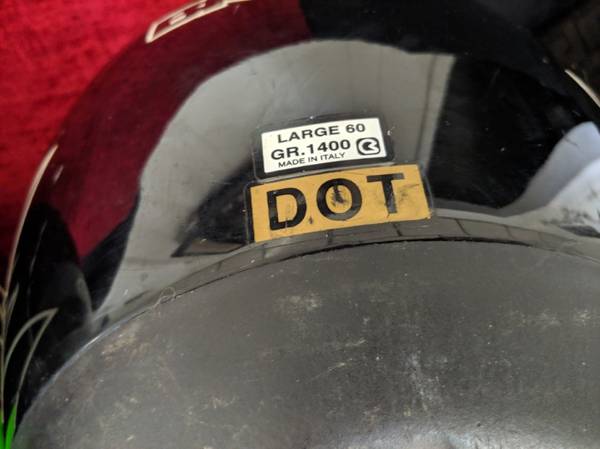 LARGE 60
GR.1400
MADE IN ITALY
DOT